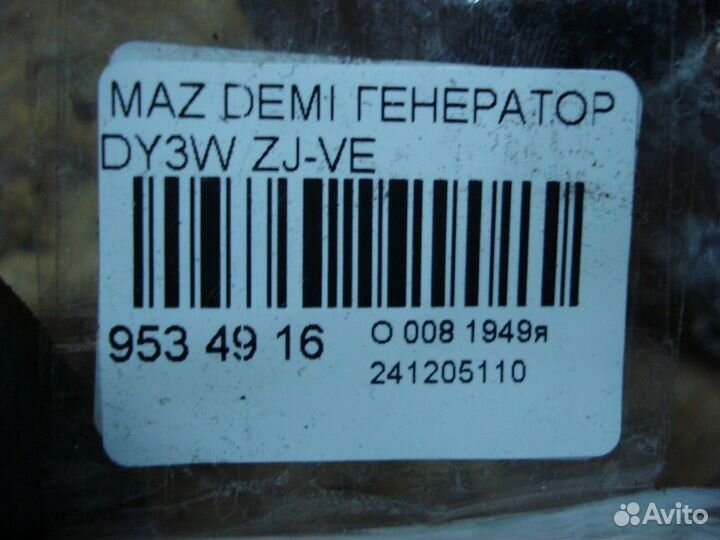 MAZ DEMI ГЕНЕРАТОР
DY3W ZJ-VE
953 49 16
О 008 1949я
241205110
Avito